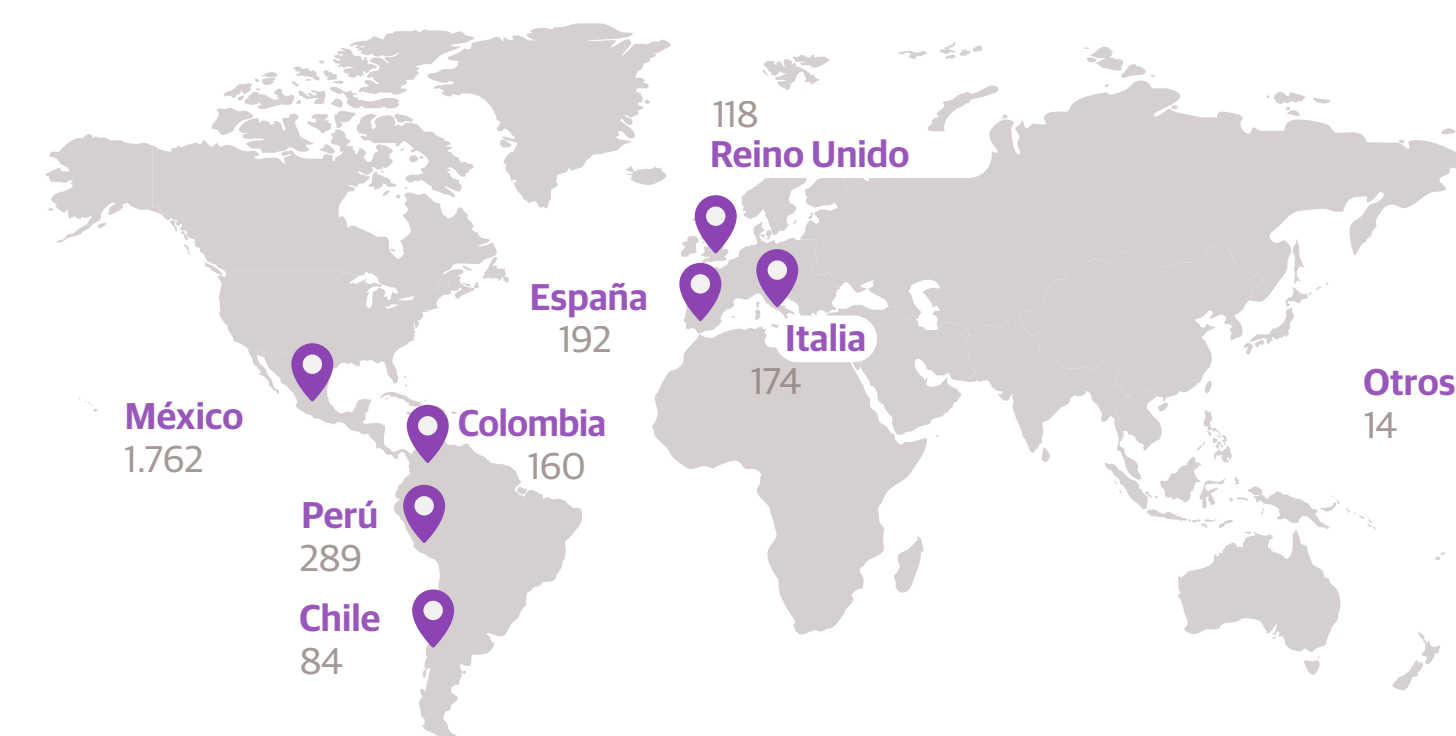 118
Reino Unido
España
192
Italia
174
Otros
14
México
1.762
Colombia
160
Perú
289
Chile
84